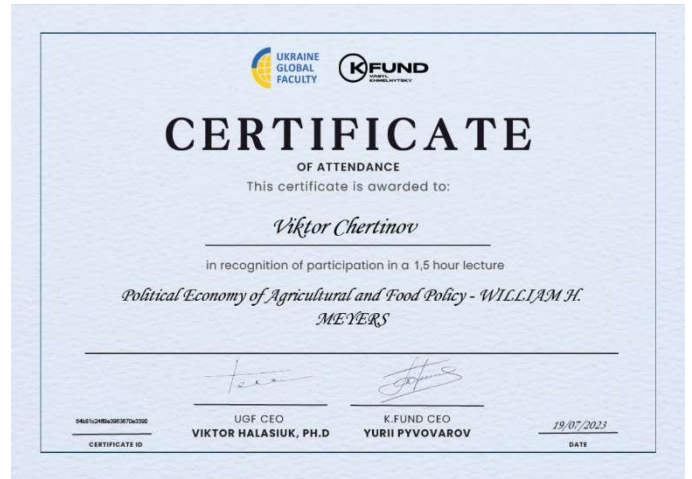 UKRAINE
GLOBAL
FACULTY
K.FUND
VASYL
KHMELNYTSKY
CERTIFICATE
OF ATTENDANCE
This certificate is awarded to:
Viktor Chertinov
in recognition of participation in a 1,5 hour lecture
Political Economy of Agricultural and Food Policy - WILLIAM H.
MEYERS
UGF CEO
VIKTOR HALASIUK, PH.D
K.FUND CEO
YURII PYVOVAROV
CERTIFICATE ID
19/07/2023
DATE